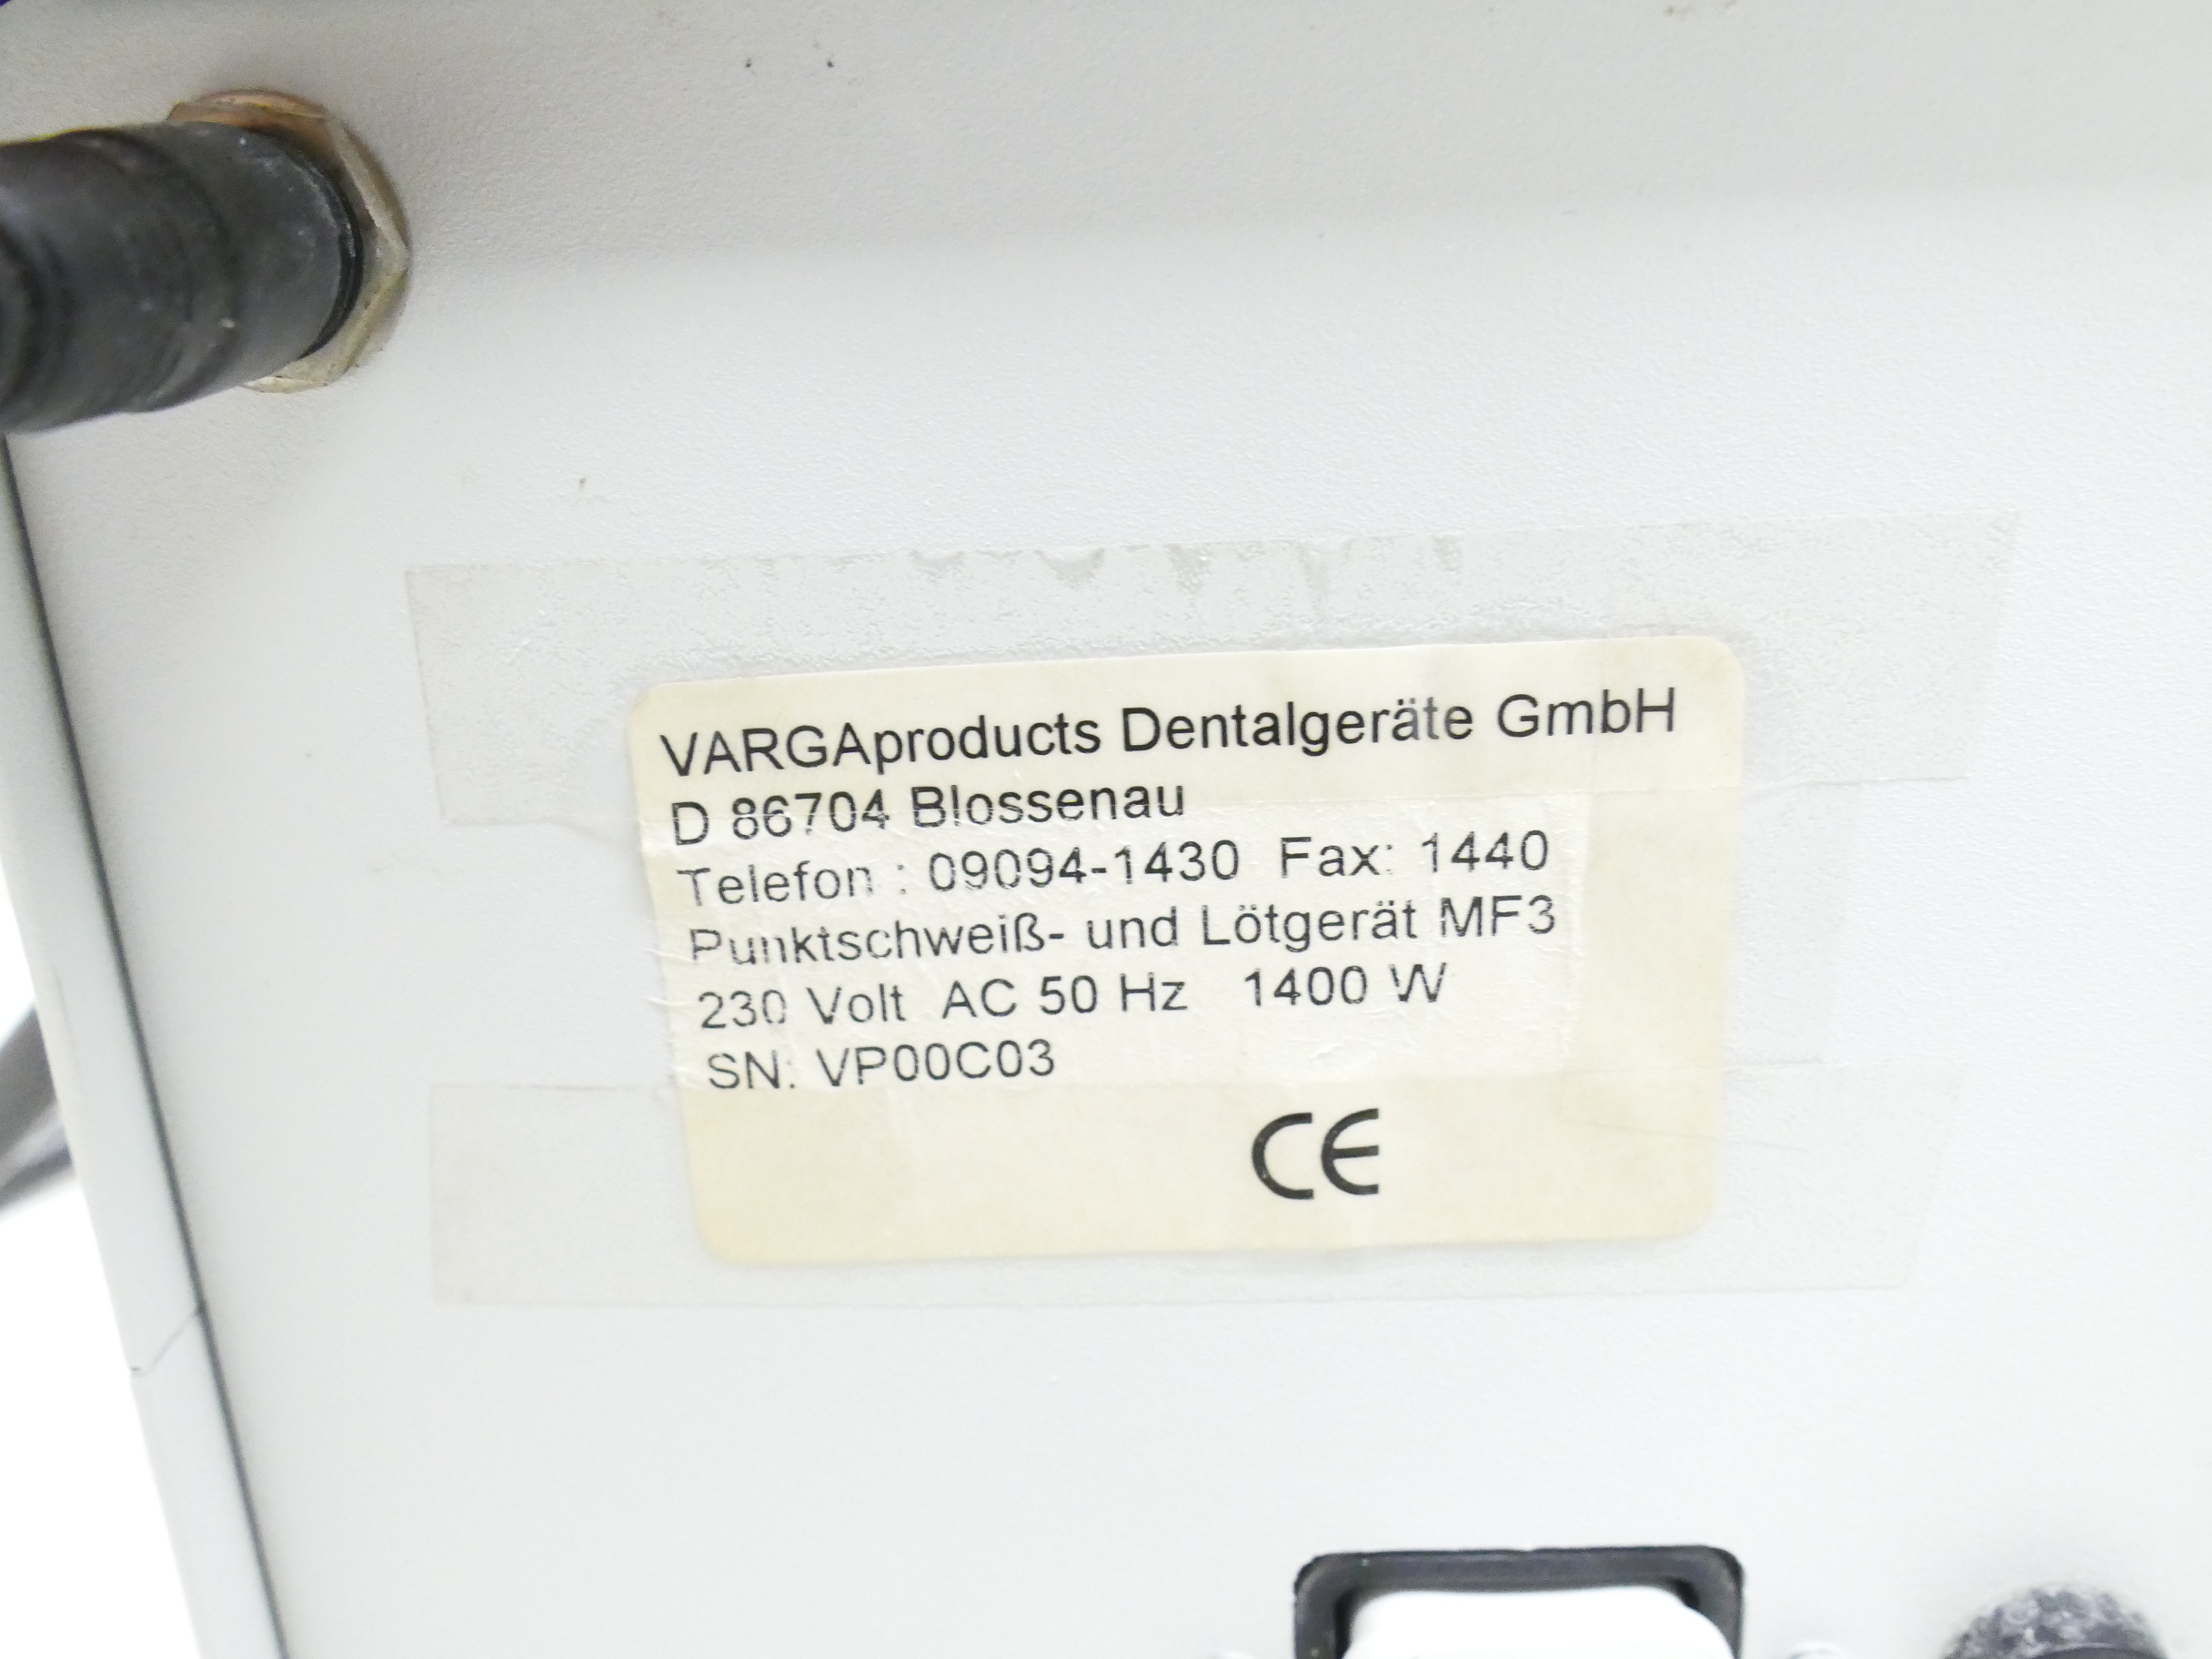 VARGAproducts Dentalgeräte GmbH
D 86704 Blossenau
Telefon : 09094-1430 Fax: 1440
Punktschweiß- und Lötgerät MF3
230 Volt AC 50 Hz 1400 W
SN: VP00C03
CE